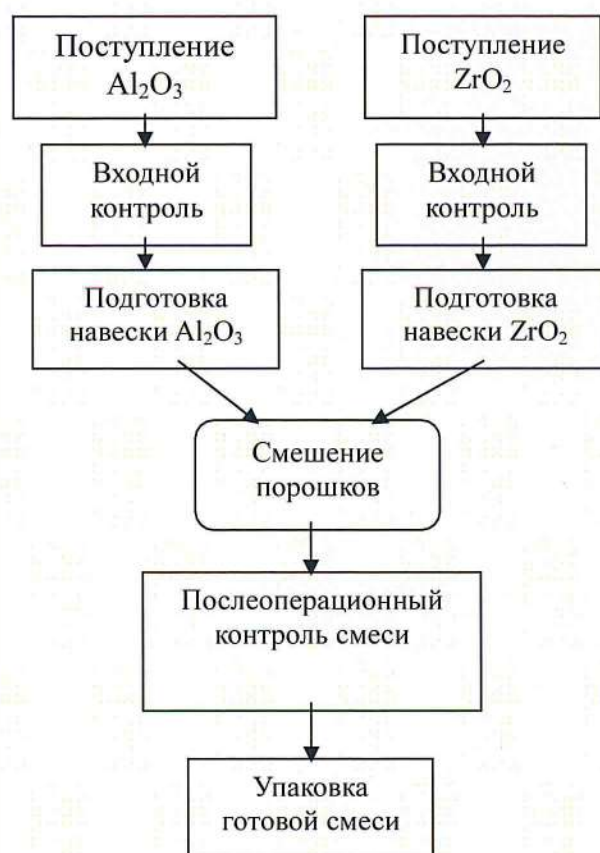 Поступление
Al₂O₃
Поступление
ZrO₂
Входной
контроль
Входной
контроль
Подготовка
навески Al₂O₃
Подготовка
навески ZrO₂
Смешение
порошков
Послеоперационный
контроль смеси
Упаковка
готовой смеси